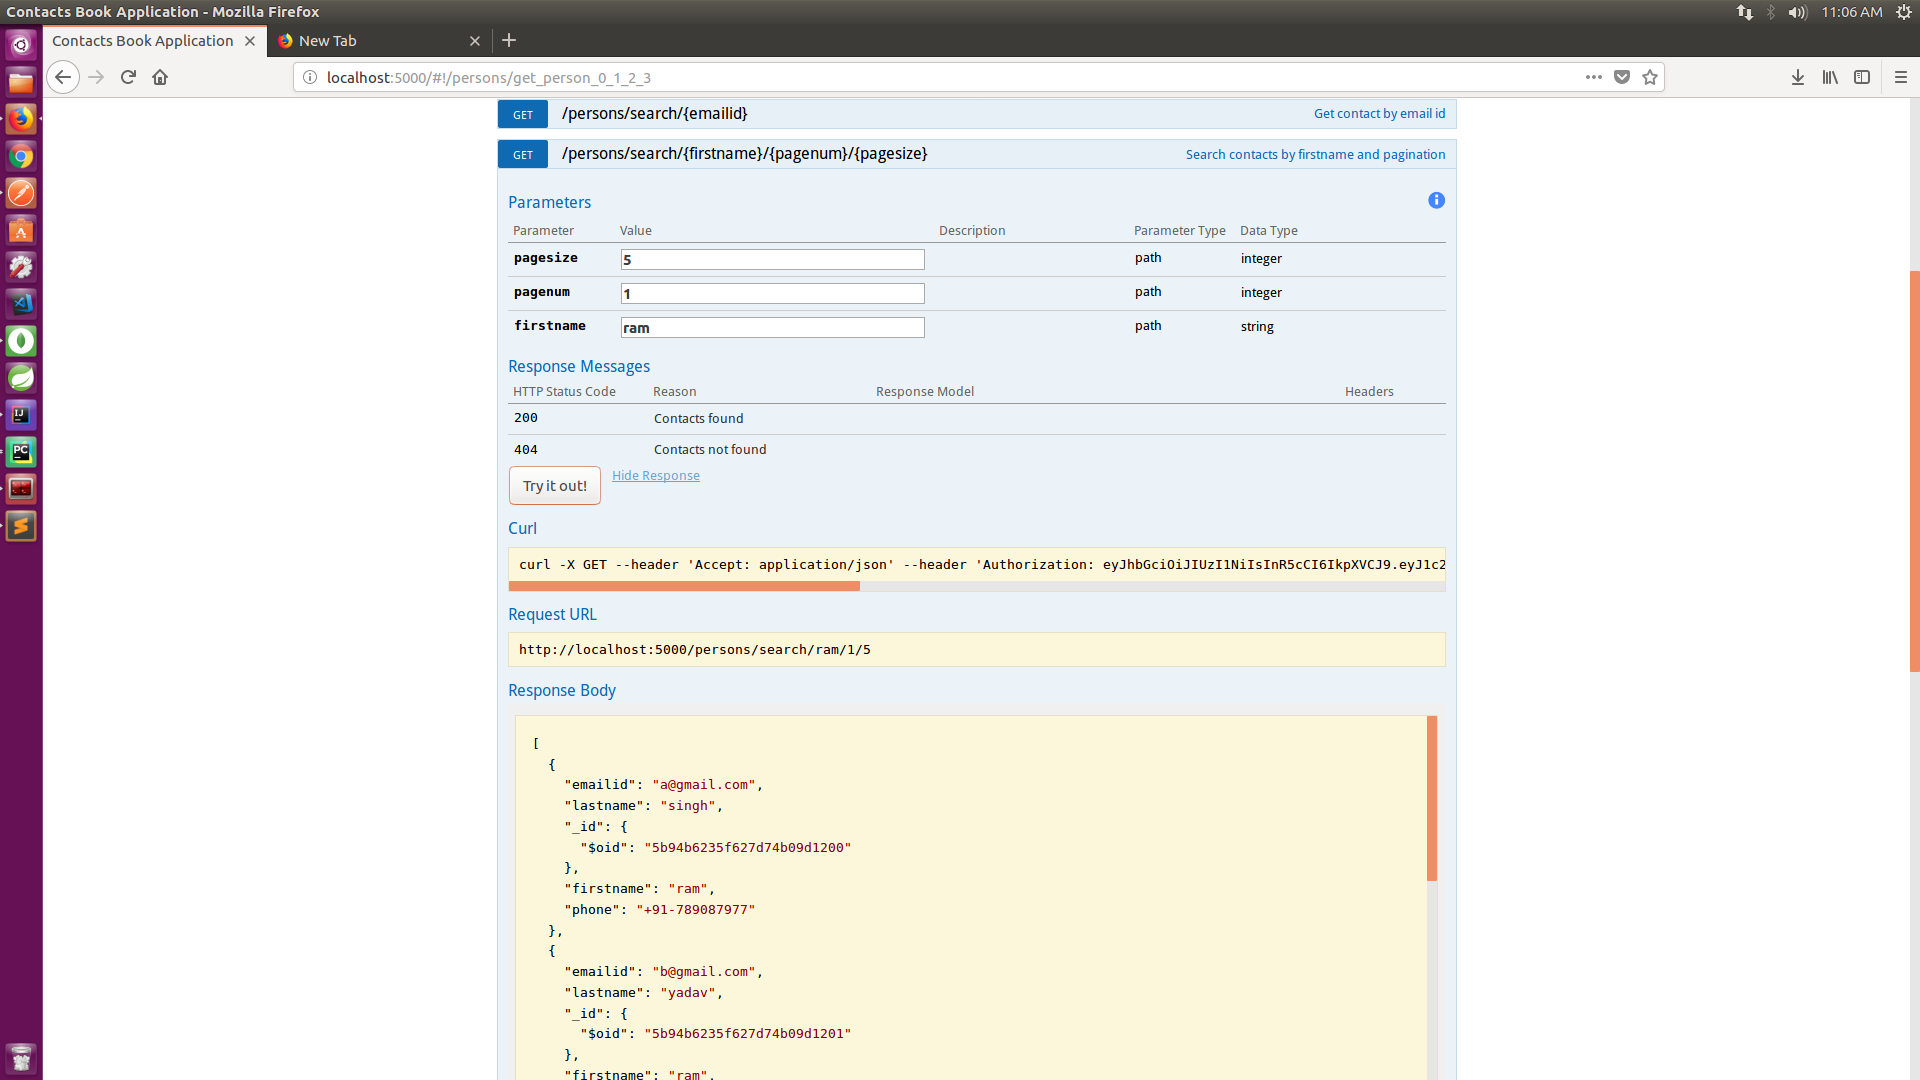 Contacts Book Application - Mozilla Firefox
11:06 AM
Contacts Book Application
New Tab
localhost:5000/#!/persons/get_person_0_1_2_3
GET /persons/search/{emailid} Get contact by email id
GET /persons/search/{firstname}/{pagenum}/{pagesize} Search contacts by firstname and pagination
Parameters
Parameter Value Description Parameter Type Data Type
pagesize 5 path integer
pagenum 1 path integer
firstname ram path string
Response Messages
HTTP Status Code Reason Response Model Headers
200 Contacts found
404 Contacts not found
Try it out! Hide Response
Curl
curl -X GET --header 'Accept: application/json' --header 'Authorization: eyJhbGciOiJIUzI1NiIsInR5cCI6IkpXVCJ9.eyJ1c2
Request URL
http://localhost:5000/persons/search/ram/1/5
Response Body
[
{
"emailid": "a@gmail.com",
"lastname": "singh",
"_id": {
"$oid": "5b94b6235f627d74b09d1200"
},
"firstname": "ram",
"phone": "+91-789087977"
},
{
"emailid": "b@gmail.com",
"lastname": "yadav",
"_id": {
"$oid": "5b94b6235f627d74b09d1201"
},
"firstname": "ram",